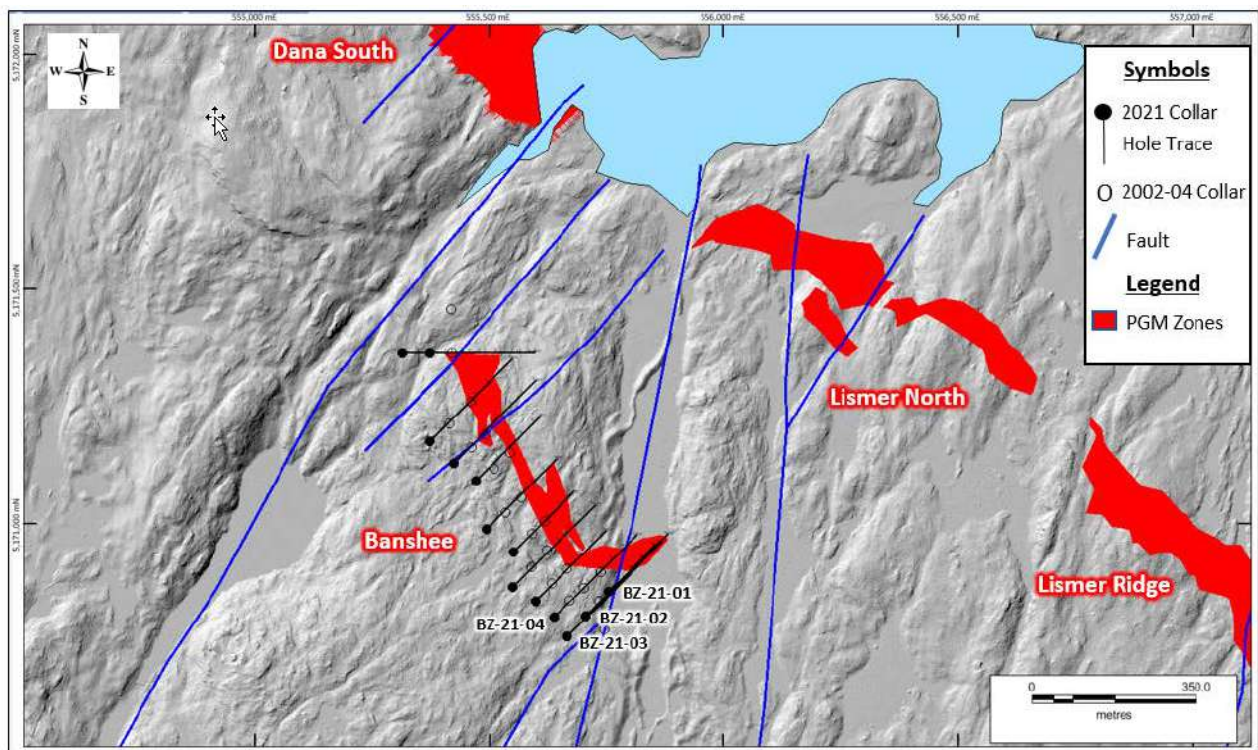 555,000 mE
555,500 mE
556,000 mE
556,500 mE
557,000 mE
5,172,000 mN
5,171,500 mN
5,171,000 mN
N
W E
S
Dana South
Symbols
2021 Collar
Hole Trace
2002-04 Collar
Fault
Legend
PGM Zones
Lismer North
Banshee
Lismer Ridge
BZ-21-01
BZ-21-02
BZ-21-04
BZ-21-03
0 350.0
metres